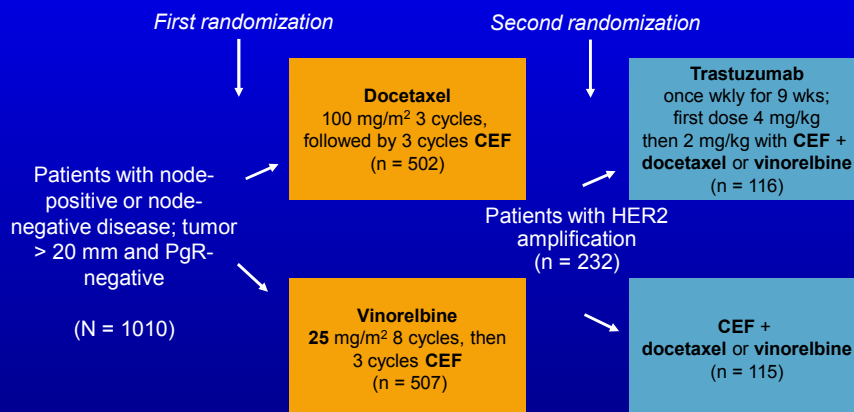 First randomization
Second randomization
Docetaxel
100 mg/m² 3 cycles,
followed by 3 cycles CEF
(n = 502)
Trastuzumab
once wkly for 9 wks;
first dose 4 mg/kg
then 2 mg/kg with CEF +
docetaxel or vinorelbine
(n = 116)
Patients with node-
positive or node-
negative disease; tumor
> 20 mm and PgR-
negative
(N = 1010)
Patients with HER2
amplification
(n = 232)
Vinorelbine
25 mg/m² 8 cycles, then
3 cycles CEF
(n = 507)
CEF +
docetaxel or vinorelbine
(n = 115)